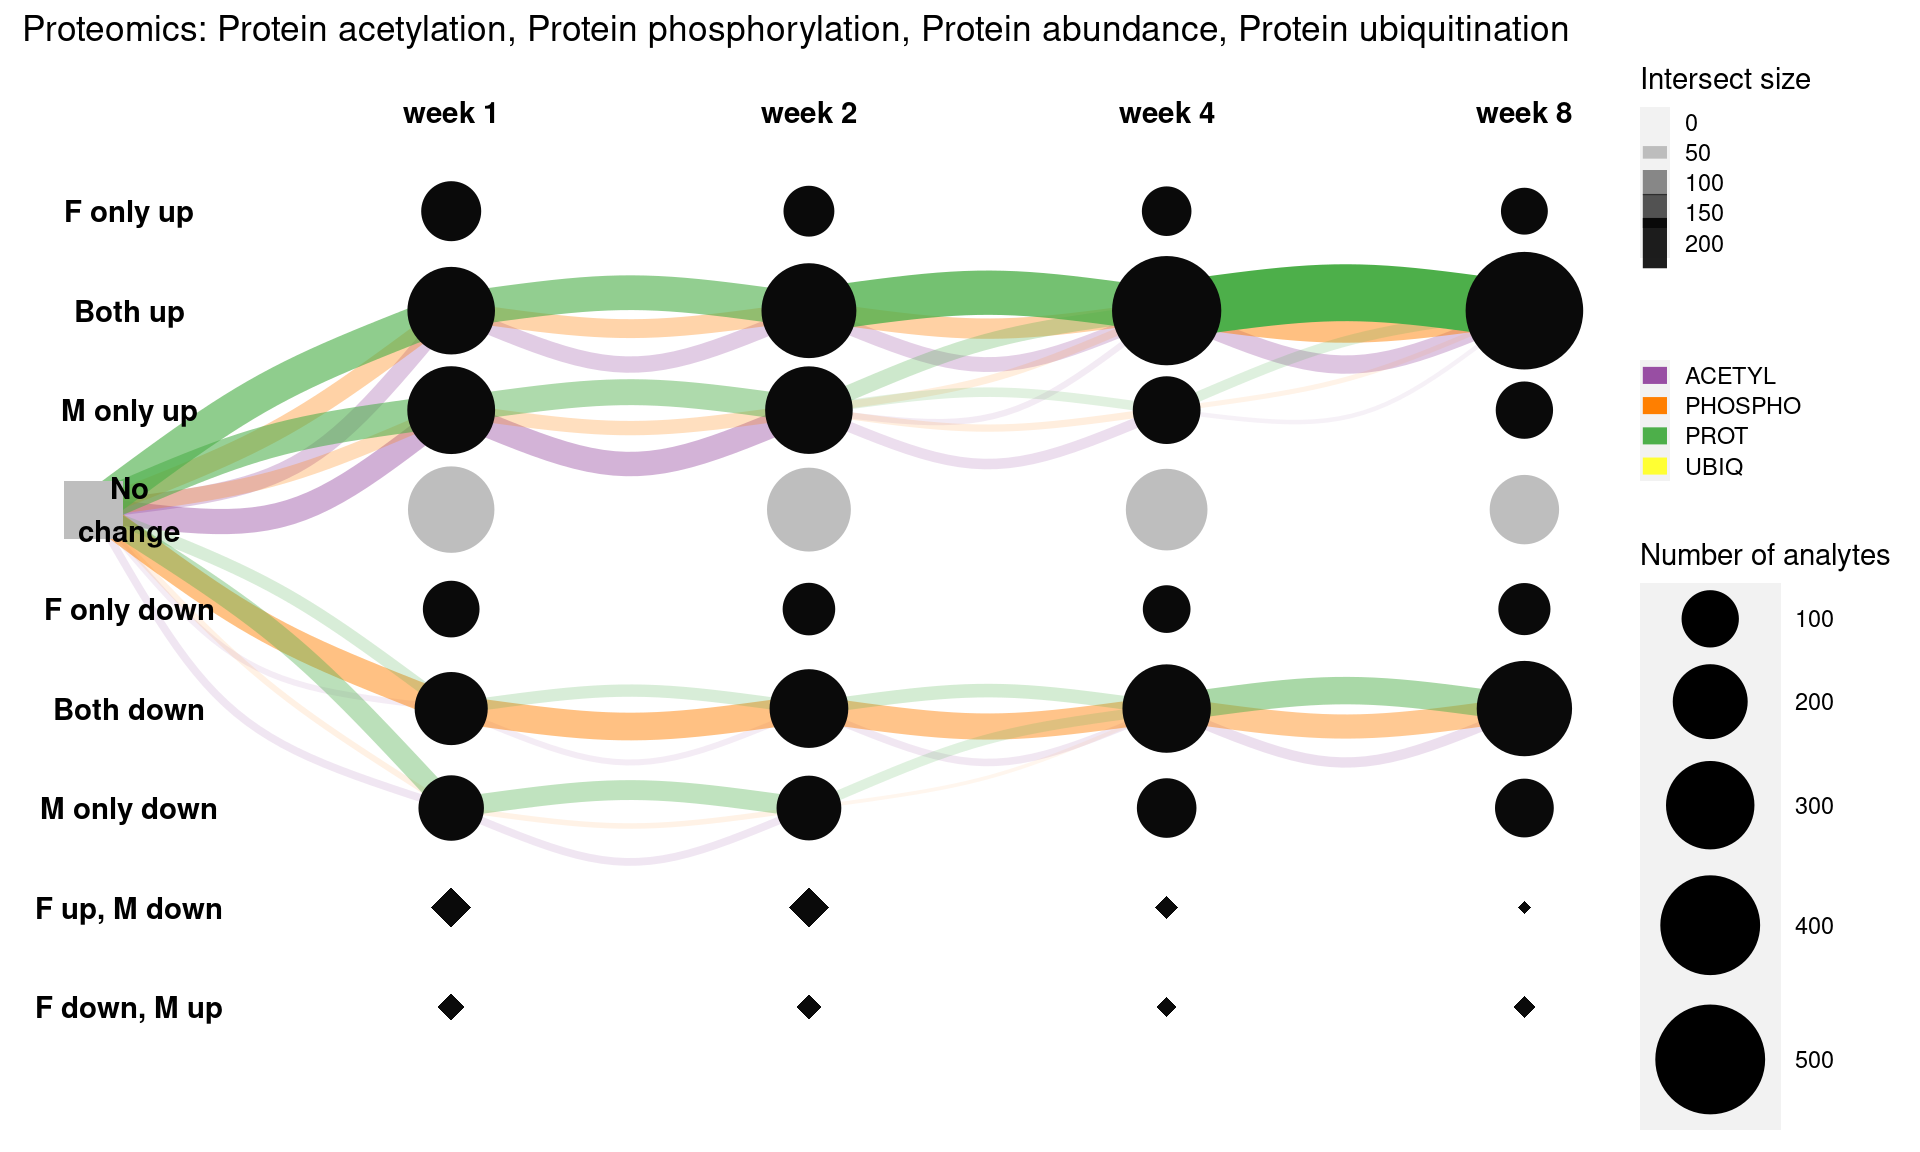 Proteomics: Protein acetylation, Protein phosphorylation, Protein abundance, Protein ubiquitination
week 1
week 2
week 4
week 8
F only up
Both up
M only up
No
change
F only down
Both down
M only down
F up, M down
F down, M up
Intersect size
0
50
100
150
200
ACETYL
PHOSPHO
PROT
UBIQ
Number of analytes
100
200
300
400
500